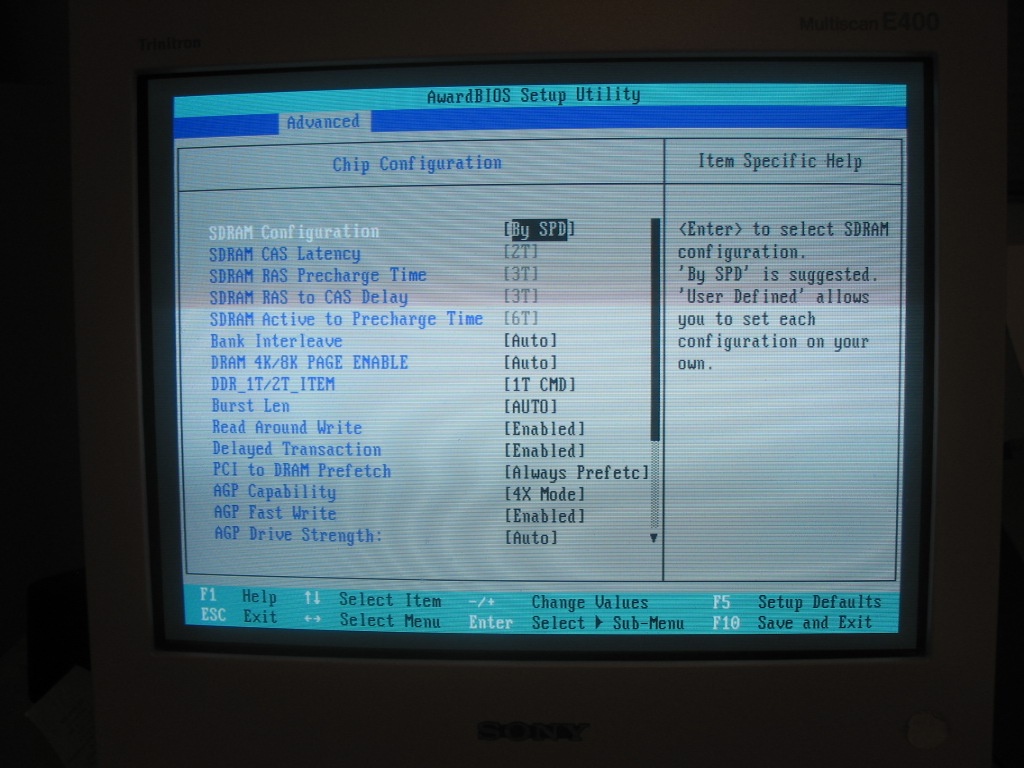 Trinitron
Multiscan E400
AwardBIOS Setup Utility
Advanced
Chip Configuration
Item Specific Help
SDRAM Configuration [By SPD]
SDRAM CAS Latency [2T]
SDRAM RAS Precharge Time [3T]
SDRAM RAS to CAS Delay [3T]
SDRAM Active to Precharge Time [6T]
Bank Interleave [Auto]
DRAM 4K/8K PAGE ENABLE [Auto]
DDR_1T/2T_ITEM [1T CMD]
Burst Len [AUTO]
Read Around Write [Enabled]
Delayed Transaction [Enabled]
PCI to DRAM Prefetch [Always Prefetc]
AGP Capability [4X Mode]
AGP Fast Write [Enabled]
AGP Drive Strength: [Auto]
<Enter> to select SDRAM
configuration.
'By SPD' is suggested.
'User Defined' allows
you to set each
configuration on your
own.
F1 Help ↑↓ Select Item -/+ Change Values F5 Setup Defaults
ESC Exit ←→ Select Menu Enter Select ▶ Sub-Menu F10 Save and Exit
SONY